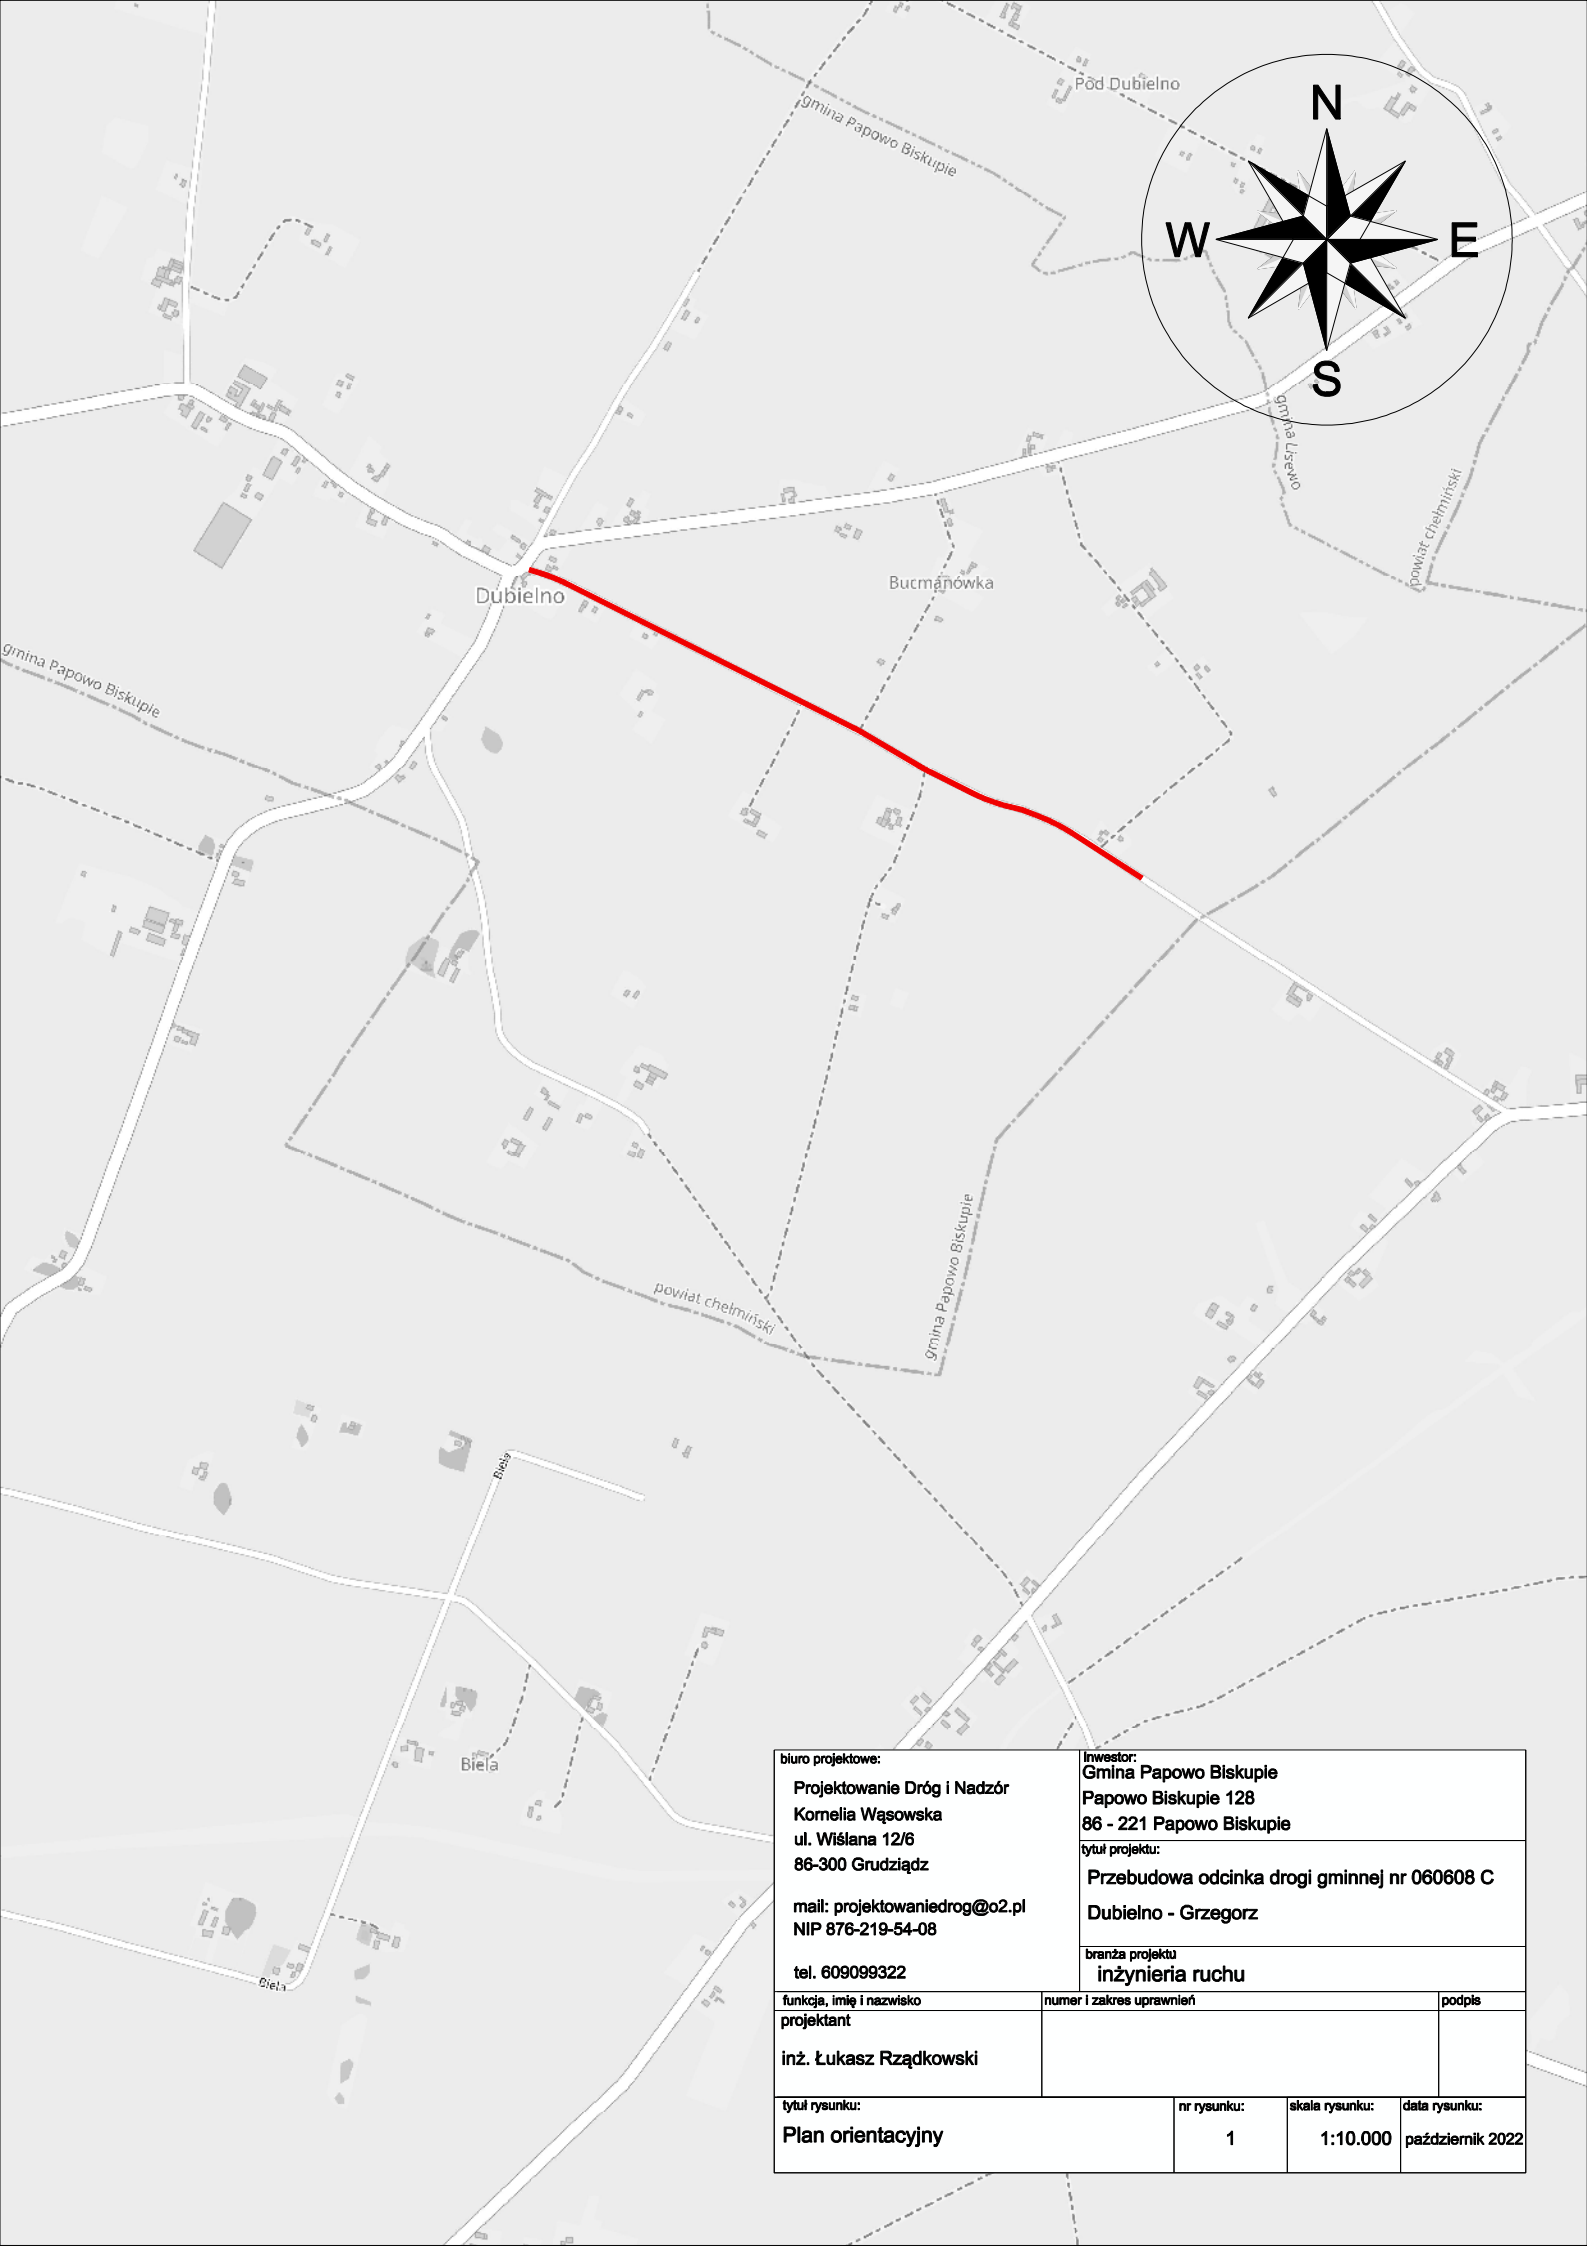 Pod Dubielno
gmina Papowo Biskupie
N
W
E
S
gmina Lisewo
powiat chełmiński
Bucmanówka
Dubielno
gmina Papowo Biskupie
gmina Papowo Biskupie
powiat chełmiński
Biela
Biela
Biela
biuro projektowe:
Projektowanie Dróg i Nadzór
Kornelia Wąsowska
ul. Wiślana 12/6
86-300 Grudziądz
mail: projektowaniedrog@o2.pl
NIP 876-219-54-08
tel. 609099322
inwestor:
Gmina Papowo Biskupie
Papowo Biskupie 128
86 - 221 Papowo Biskupie
tytuł projektu:
Przebudowa odcinka drogi gminnej nr 060608 C
Dubielno - Grzegorz
branża projektu
inżynieria ruchu
funkcja, imię i nazwisko
numer i zakres uprawnień
podpis
projektant
inż. Łukasz Rządkowski
tytuł rysunku:
Plan orientacyjny
nr rysunku:
1
skala rysunku:
1:10.000
data rysunku:
październik 2022